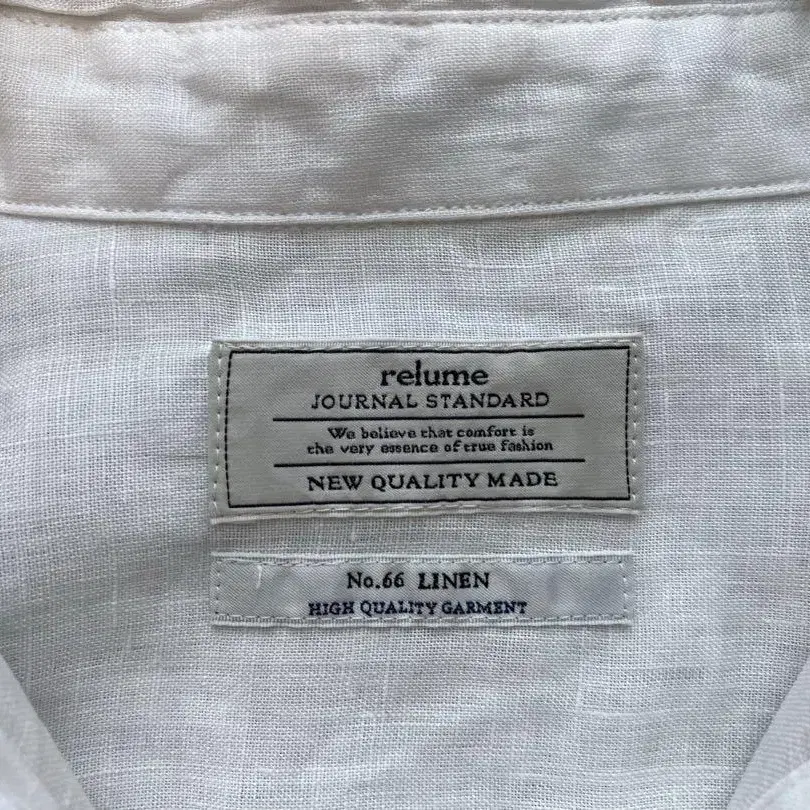 relume
JOURNAL STANDARD
We believe that comfort is
the very essence of true fashion
NEW QUALITY MADE
No.66 LINEN
HIGH QUALITY GARMENT